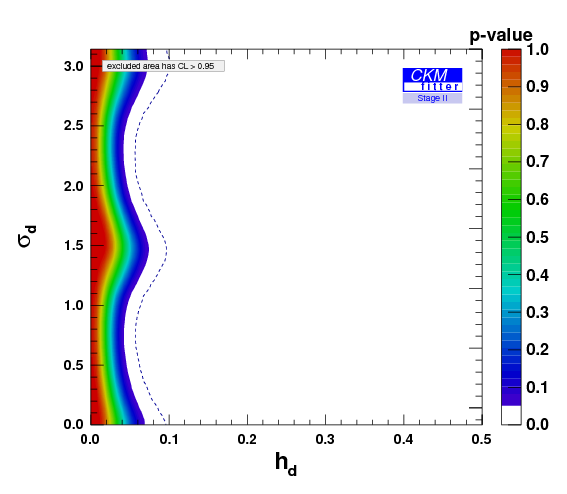 p-value
excluded area has CL > 0.95
CKM
fitter
Stage II
3.0
2.5
2.0
1.5
1.0
0.5
0.0
σd
0.0 0.1 0.2 0.3 0.4 0.5
hd
1.0
0.9
0.8
0.7
0.6
0.5
0.4
0.3
0.2
0.1
0.0